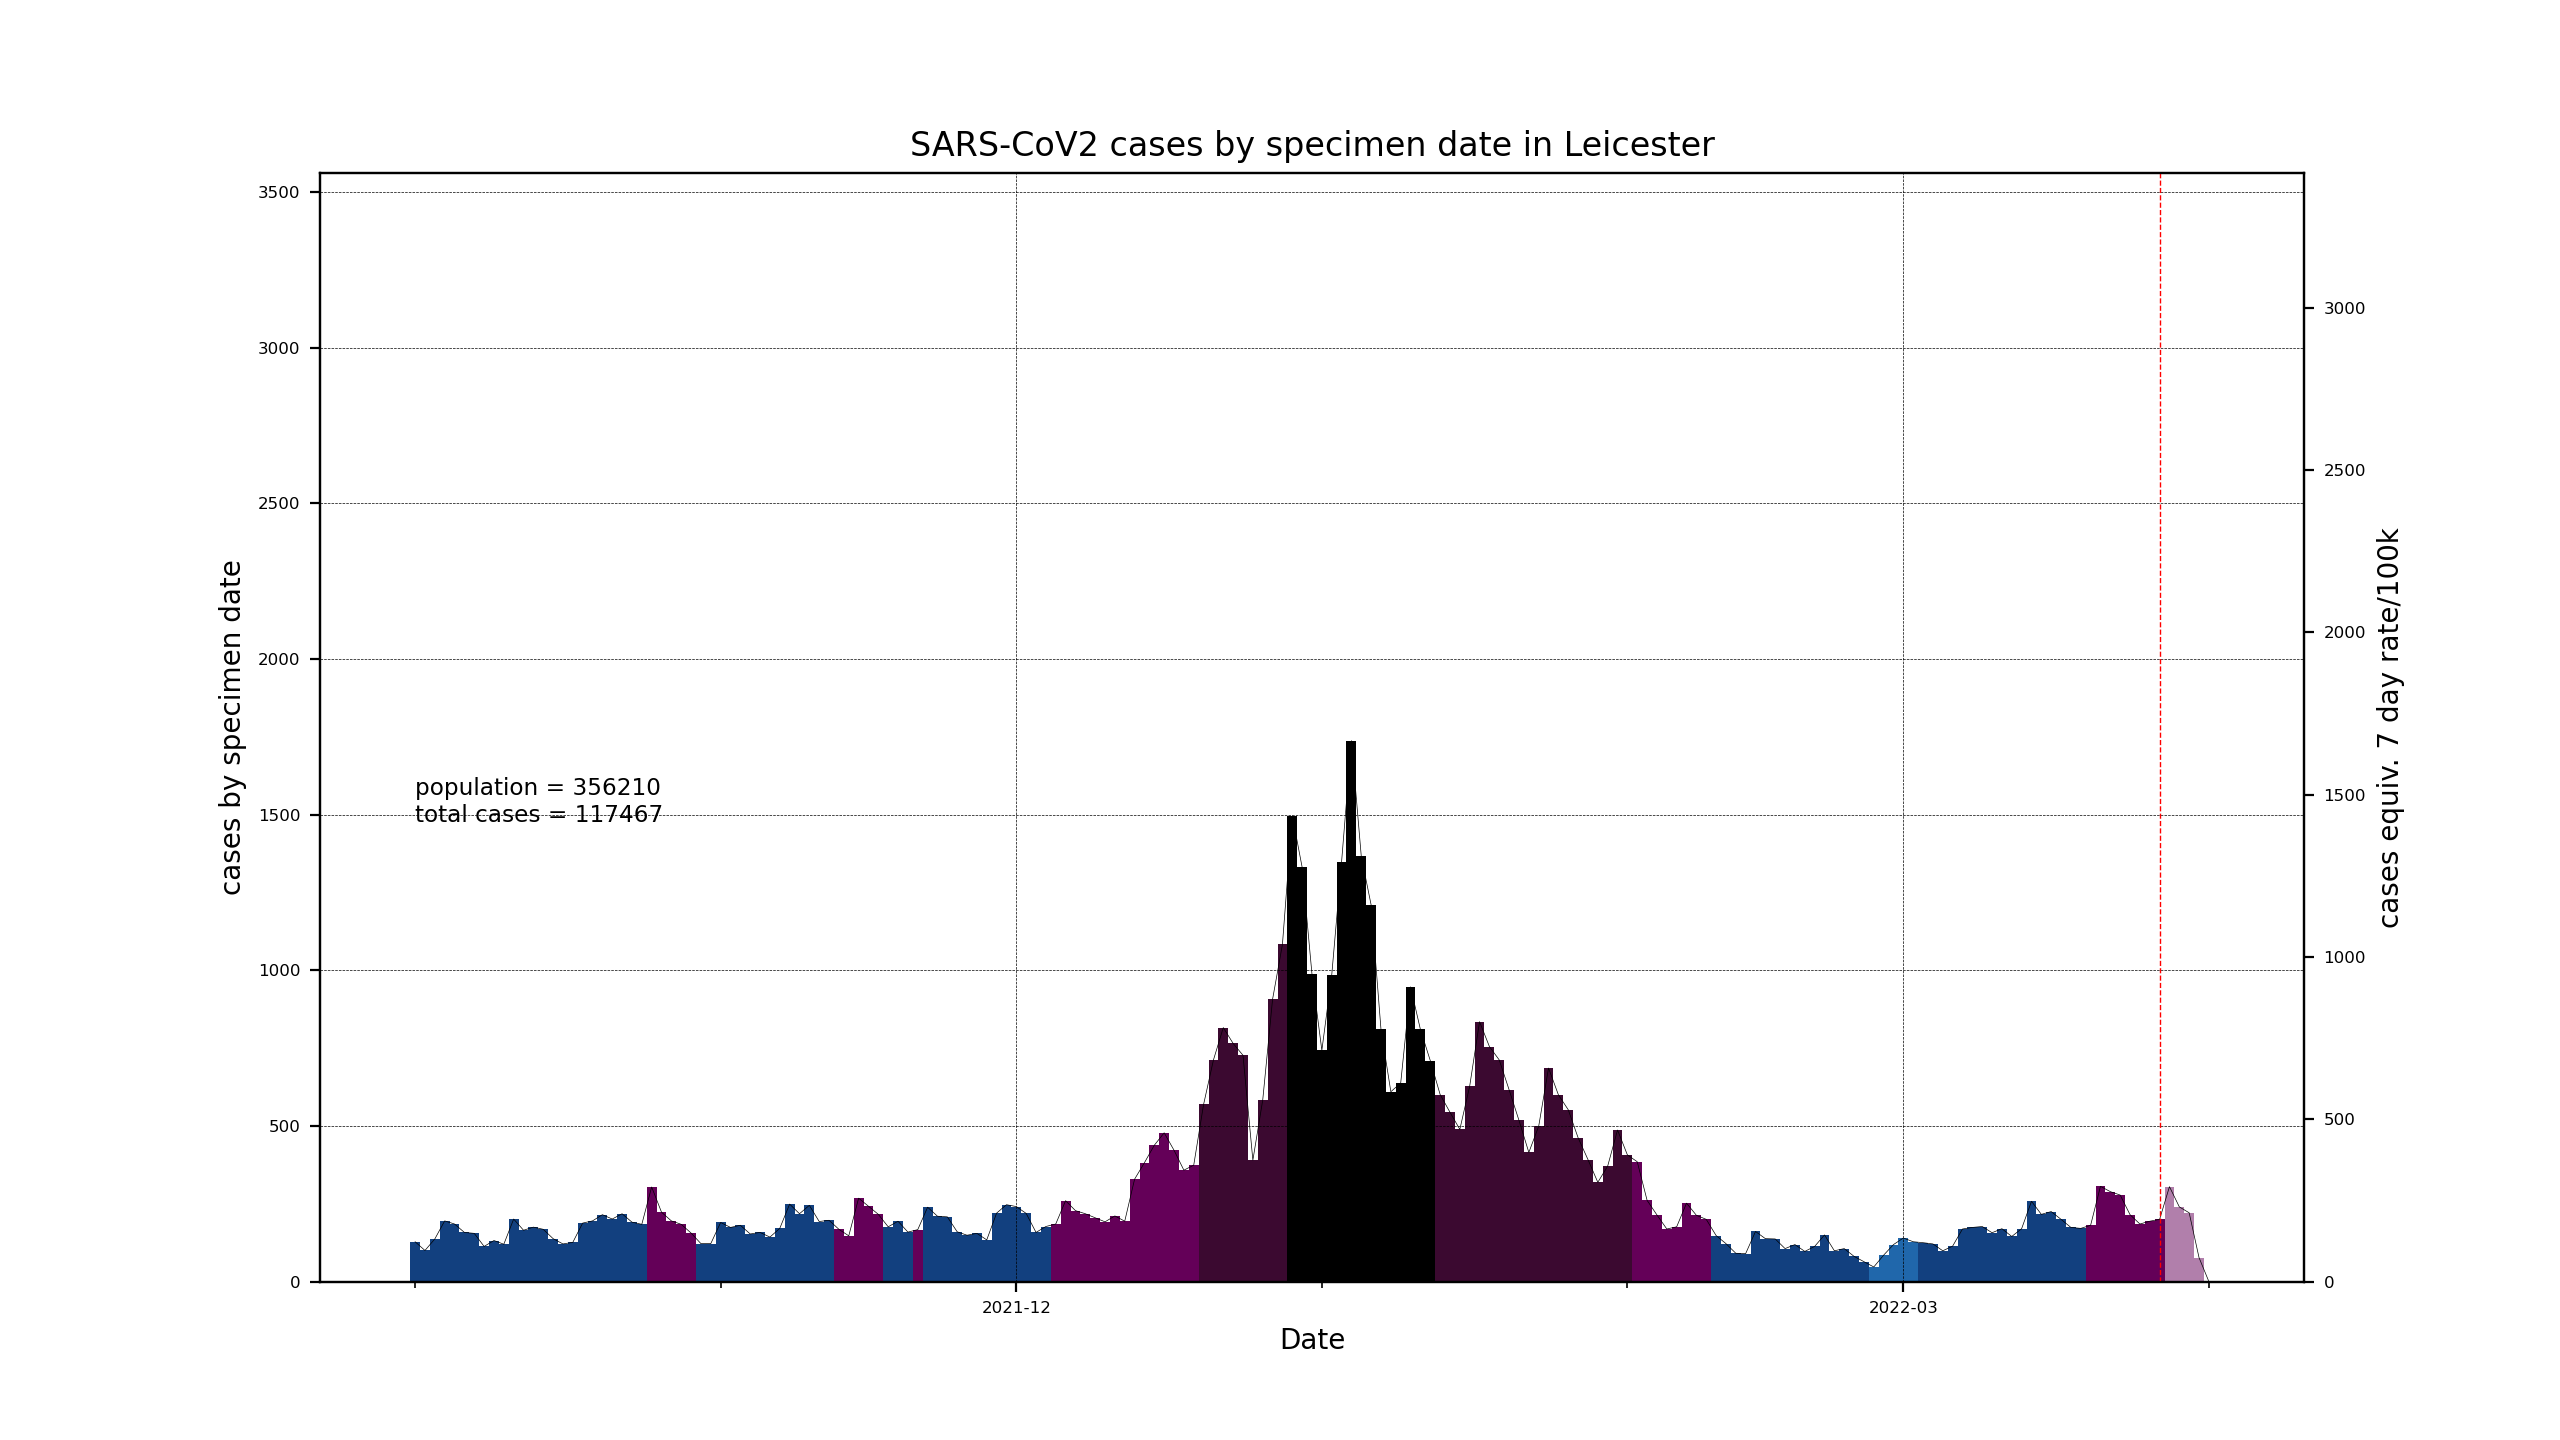 SARS-CoV2 cases by specimen date in Leicester
cases by specimen date
3500
3000
2500
2000
1500
1000
500
0
population = 356210
total cases = 117467
3000
2500
2000
1500
1000
500
0
cases equiv. 7 day rate/100k
2021-12
2022-03
Date